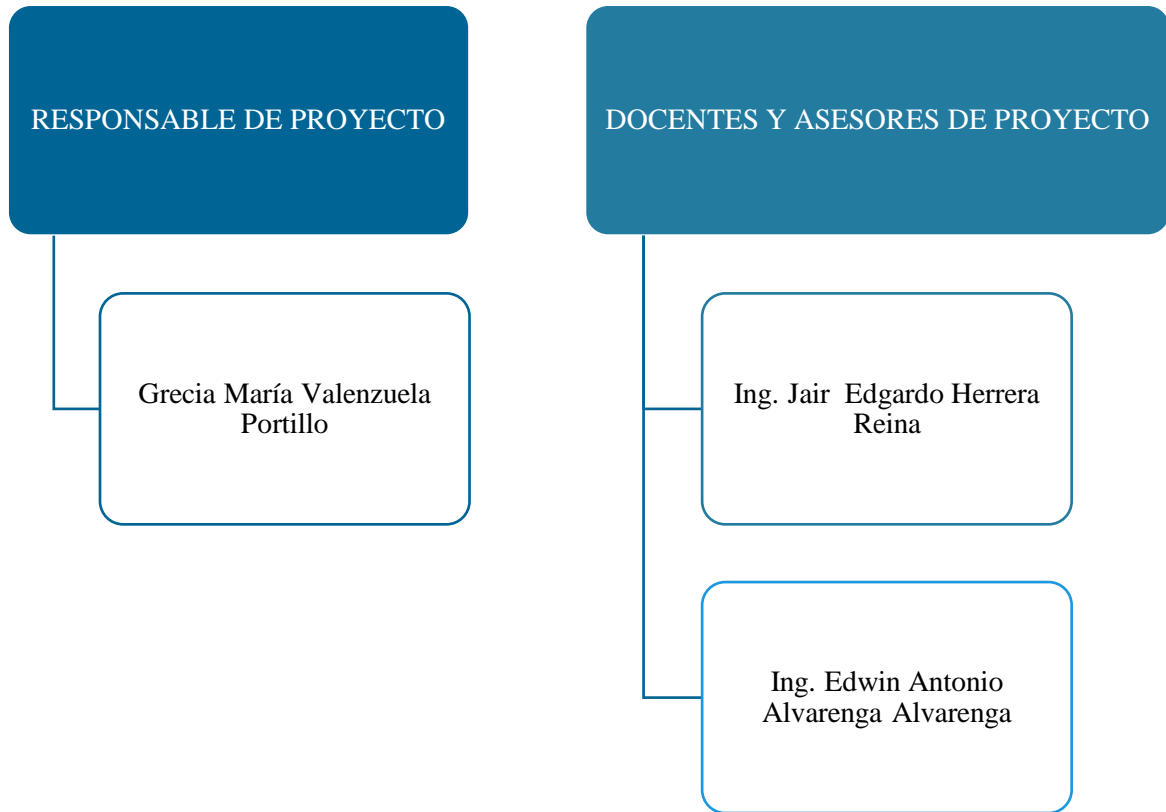 RESPONSABLE DE PROYECTO
Grecia María Valenzuela
Portillo
DOCENTES Y ASESORES DE PROYECTO
Ing. Jair  Edgardo Herrera
Reina
Ing. Edwin Antonio
Alvarenga Alvarenga